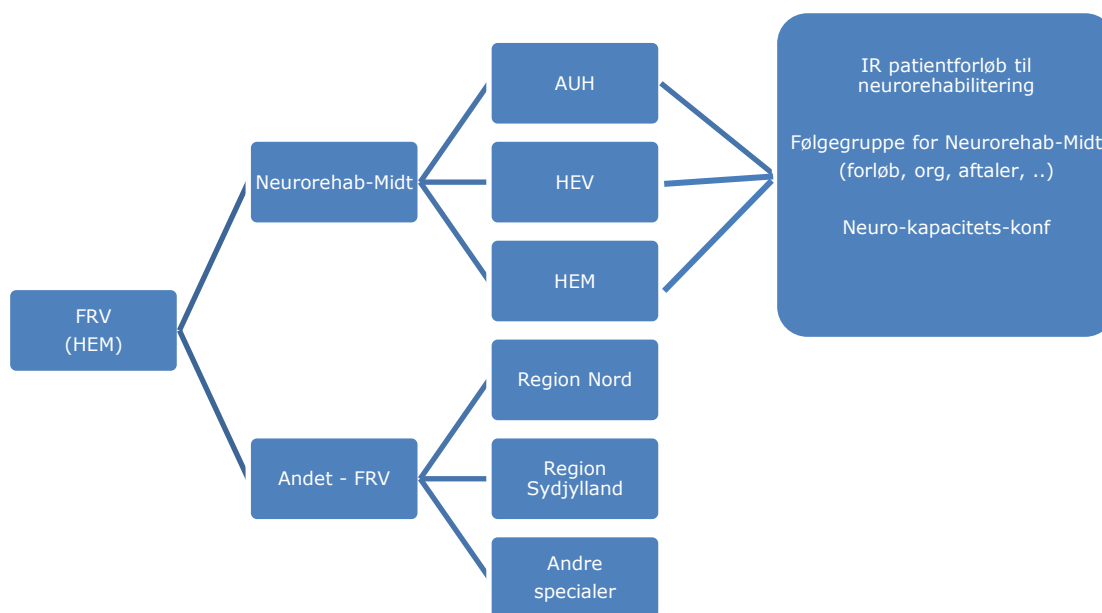 FRV
(HEM)
Neurorehab-Midt
Andet - FRV
AUH
HEV
HEM
Region Nord
Region
Sydjylland
Andre
specialer
IR patientforløb til
neurorehabilitering
Følgegruppe for Neurorehab-Midt
(forløb, org, aftaler, ..)
Neuro-kapacitets-konf